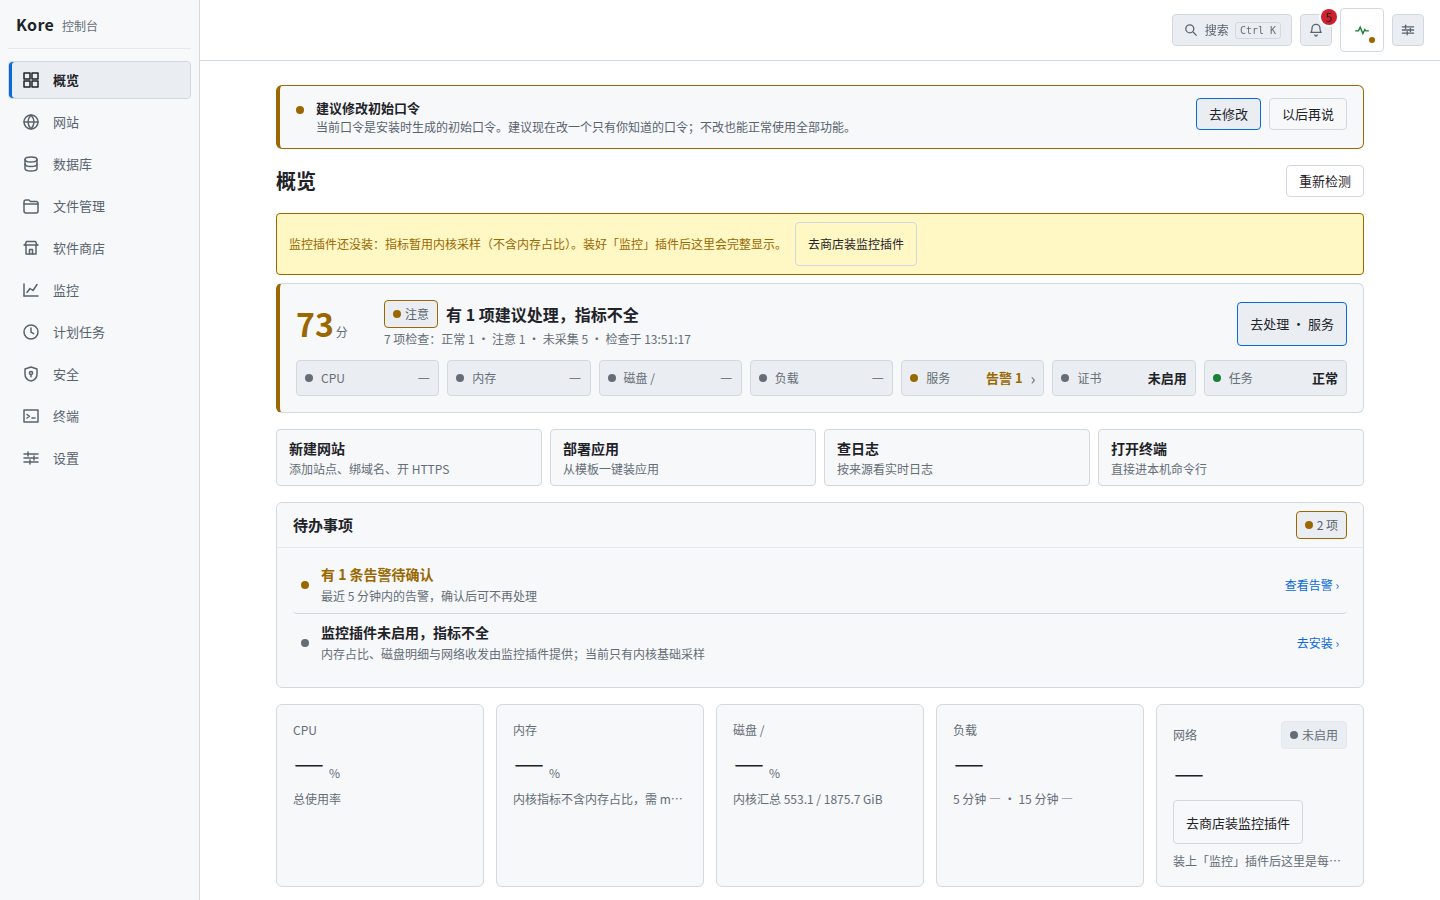 Kore 控制台
搜索 Ctrl K
5
概览
网站
数据库
文件管理
软件商店
监控
计划任务
安全
终端
设置
建议修改初始口令
当前口令是安装时生成的初始口令。建议现在改一个只有你知道的口令；不改也能正常使用全部功能。
去修改
以后再说
概览
重新检测
监控插件还没装：指标暂用内核采样（不含内存占比）。装好「监控」插件后这里会完整显示。
去商店装监控插件
73 分
注意
有 1 项建议处理，指标不全
7 项检查：正常 1 · 注意 1 · 未采集 5 · 检查于 13:51:17
去处理 · 服务
CPU —
内存 —
磁盘 / —
负载 —
服务 告警 1 ›
证书 未启用
任务 正常
新建网站
添加站点、绑域名、开 HTTPS
部署应用
从模板一键装应用
查日志
按来源看实时日志
打开终端
直接进本机命令行
待办事项
2 项
有 1 条告警待确认
最近 5 分钟内的告警，确认后可不再处理
查看告警 ›
监控插件未启用，指标不全
内存占比、磁盘明细与网络收发由监控插件提供；当前只有内核基础采样
去安装 ›
CPU
— %
总使用率
内存
— %
内核指标不含内存占比，需 m…
磁盘 /
— %
内核汇总 553.1 / 1875.7 GiB
负载
—
5 分钟 — · 15 分钟 —
网络
未启用
—
去商店装监控插件
装上「监控」插件后这里是每…